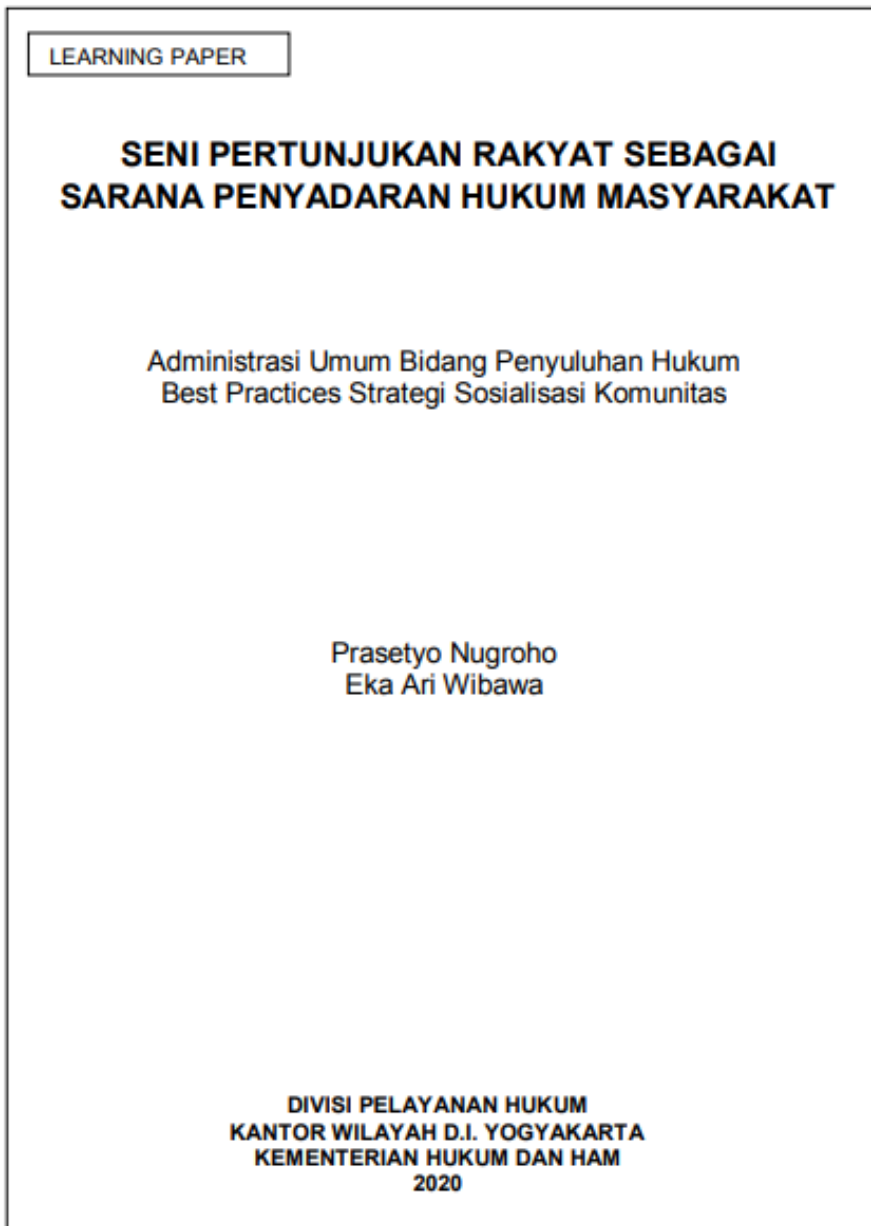 LEARNING PAPER
SENI PERTUNJUKAN RAKYAT SEBAGAI
SARANA PENYADARAN HUKUM MASYARAKAT
Administrasi Umum Bidang Penyuluhan Hukum
Best Practices Strategi Sosialisasi Komunitas
Prasetyo Nugroho
Eka Ari Wibawa
DIVISI PELAYANAN HUKUM
KANTOR WILAYAH D.I. YOGYAKARTA
KEMENTERIAN HUKUM DAN HAM
2020